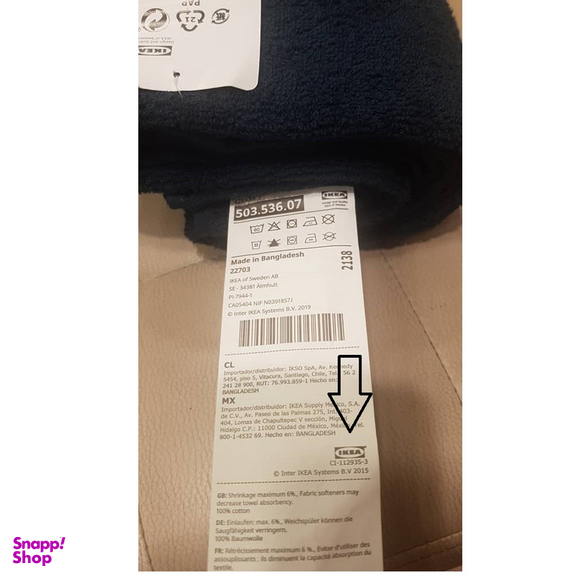 21
PAP
IKEA
503.536.07
IKEA
Made in Bangladesh
22703
2138
IKEA of Sweden AB
SE - 34381 Älmhult
PI-7944-1
CA05404 NIF N0391857J
© Inter IKEA Systems B.V. 2019
CL
Importador/distribuidor: IKSO SpA, Av. Kennedy
5454, piso 5, Vitacura, Santiago, Chile, Tel. 56 2
241 28 900, RUT: 76.993.859-1 Hecho en:
BANGLADESH
MX
Importador/distribuidor: IKEA Supply Mexico, S.A.
de C.V., Av. Paseo de las Palmas 275, Int. 403-
404, Lomas de Chapultepec V sección, Miguel
Hidalgo C.P.: 11000 Ciudad de México, México,
800-1-4532 69. Hecho en: BANGLADESH
IKEA
CI-112935-3
© Inter IKEA Systems B.V 2015
GB: Shrinkage maximum 6%., Fabric softeners may
decrease towel absorbency.
100% cotton
DE: Einlaufen: max. 6%., Weichspüler können die
Saugfähigkeit verringern.
100% Baumwolle
FR: Rétrécissement maximum 6 %., Eviter d'utiliser des
assouplissants ; ils diminuent la capacité absorption du
textile.
Snapp!
Shop